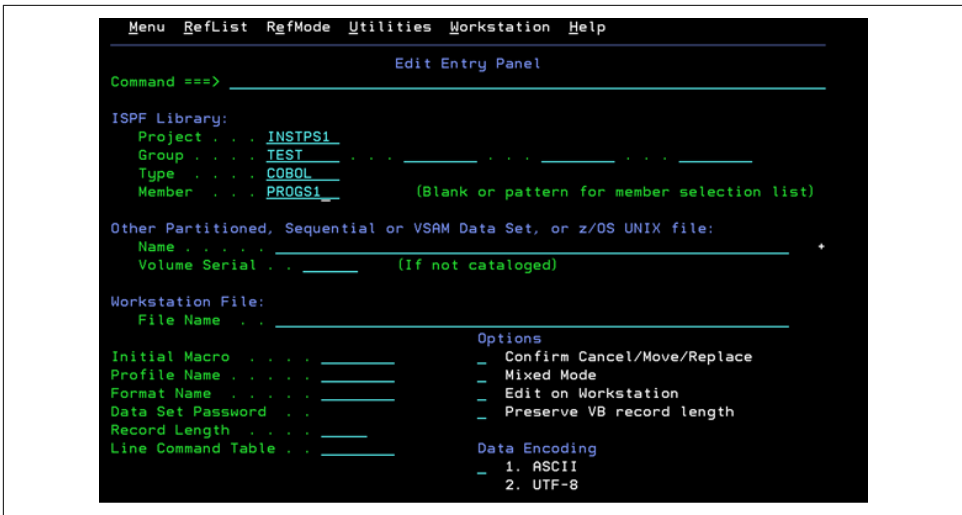 Menu RefList RefMode Utilities Workstation Help
Edit Entry Panel
Command ===>
ISPF Library:
Project . . . INSTPS1
Group . . . . TEST . . . . . . . . .
Type . . . . COBOL
Member . . . PROGS1 (Blank or pattern for member selection list)
Other Partitioned, Sequential or VSAM Data Set, or z/OS UNIX file:
Name . . . . . +
Volume Serial . . (If not cataloged)
Workstation File:
File Name . .
Options
Initial Macro . . . . Confirm Cancel/Move/Replace
Profile Name . . . . . Mixed Mode
Format Name . . . . . Edit on Workstation
Data Set Password . . Preserve VB record length
Record Length . . . .
Line Command Table . . Data Encoding
1. ASCII
2. UTF-8